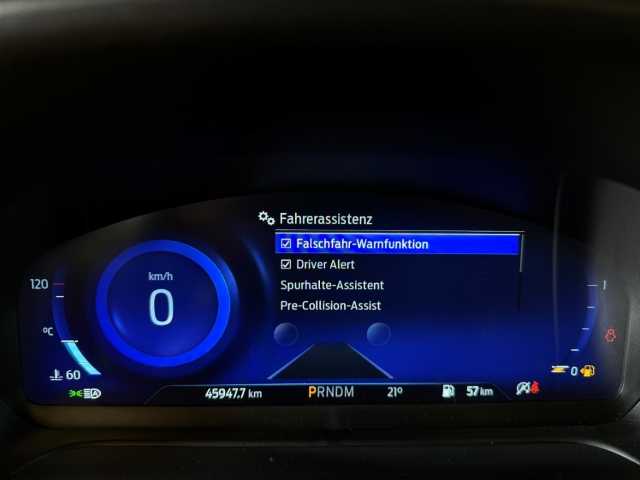 Fahrerassistenz
Falschfahr-Warnfunktion
Driver Alert
Spurhalte-Assistent
Pre-Collision-Assist
km/h
0
120
°C
60
1
0
45947.7 km
PRNDM
21°
57 km